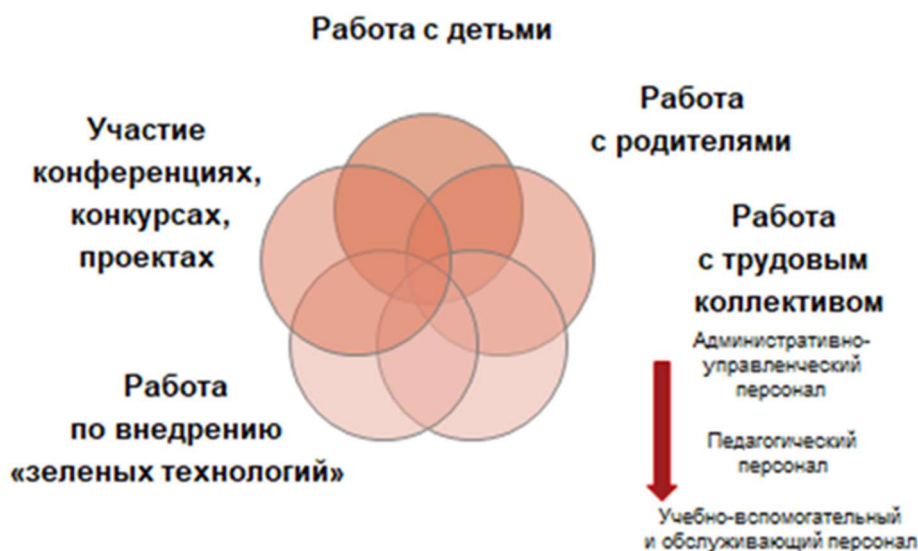 Работа с детьми
Участие
конференциях,
конкурсах,
проектах
Работа
с родителями
Работа
с трудовым
коллективом
Административно-
управленческий
персонал
Педагогический
персонал
Учебно-вспомогательный
и обслуживающий персонал
Работа
по внедрению
«зеленых технологий»